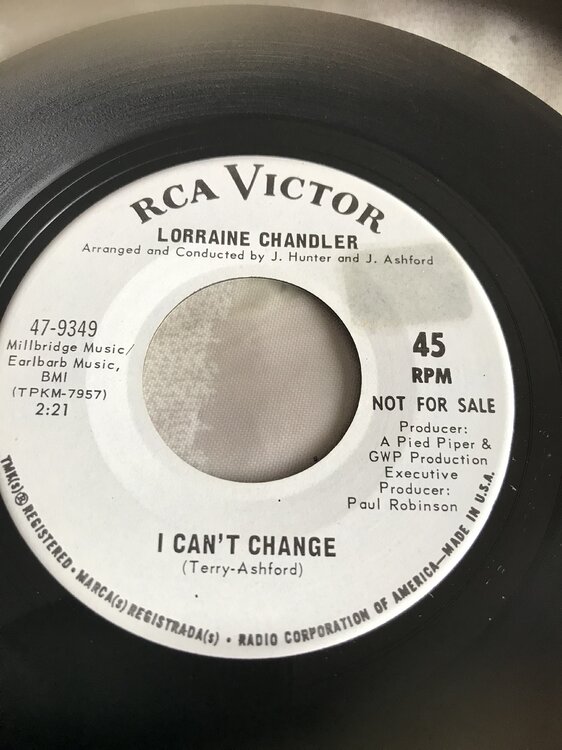 RCA VICTOR
LORRAINE CHANDLER
Arranged and Conducted by J. Hunter and J. Ashford
47-9349
Millbridge Music/
Earlbarb Music,
BMI
(TPKM-7957)
2:21
45
RPM
NOT FOR SALE
Producer:
A Pied Piper &
GWP Production
Executive
Producer:
Paul Robinson
I CAN'T CHANGE
(Terry-Ashford)
TMK(s)® REGISTERED • MARCA(s) REGISTRADA(s) • RADIO CORPORATION OF AMERICA—MADE IN U.S.A.